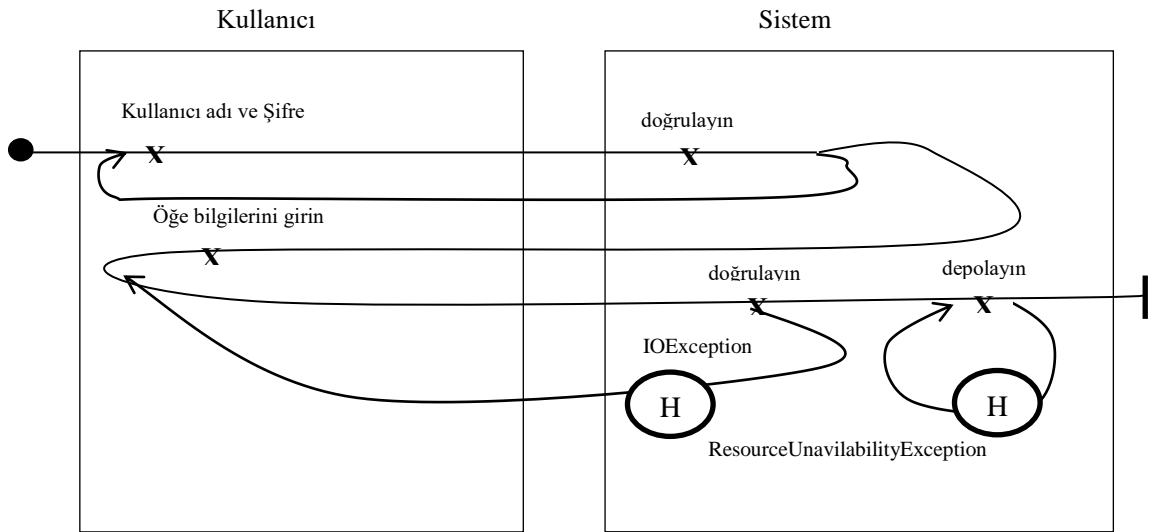 Kullanıcı
Sistem
Kullanıcı adı ve Şifre
doğrulayın
X
X
Öğe bilgilerini girin
X
doğrulayın
depolayın
X
X
IOException
H
H
ResourceUnavilabilityException